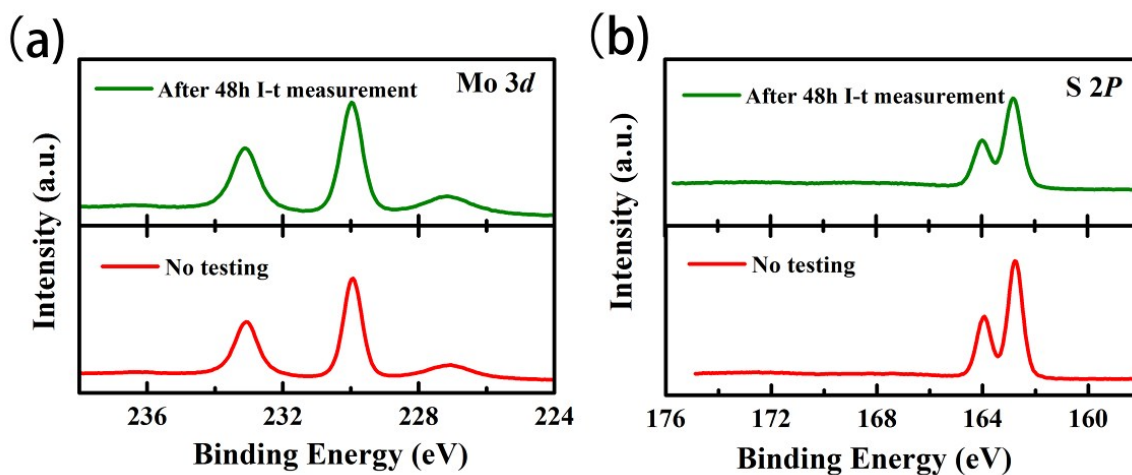 (a)
After 48h I-t measurement
Mo 3d
No testing
Intensity (a.u.)
236 232 228 224
Binding Energy (eV)
(b)
After 48h I-t measurement
S 2P
No testing
Intensity (a.u.)
176 172 168 164 160
Binding Energy (eV)